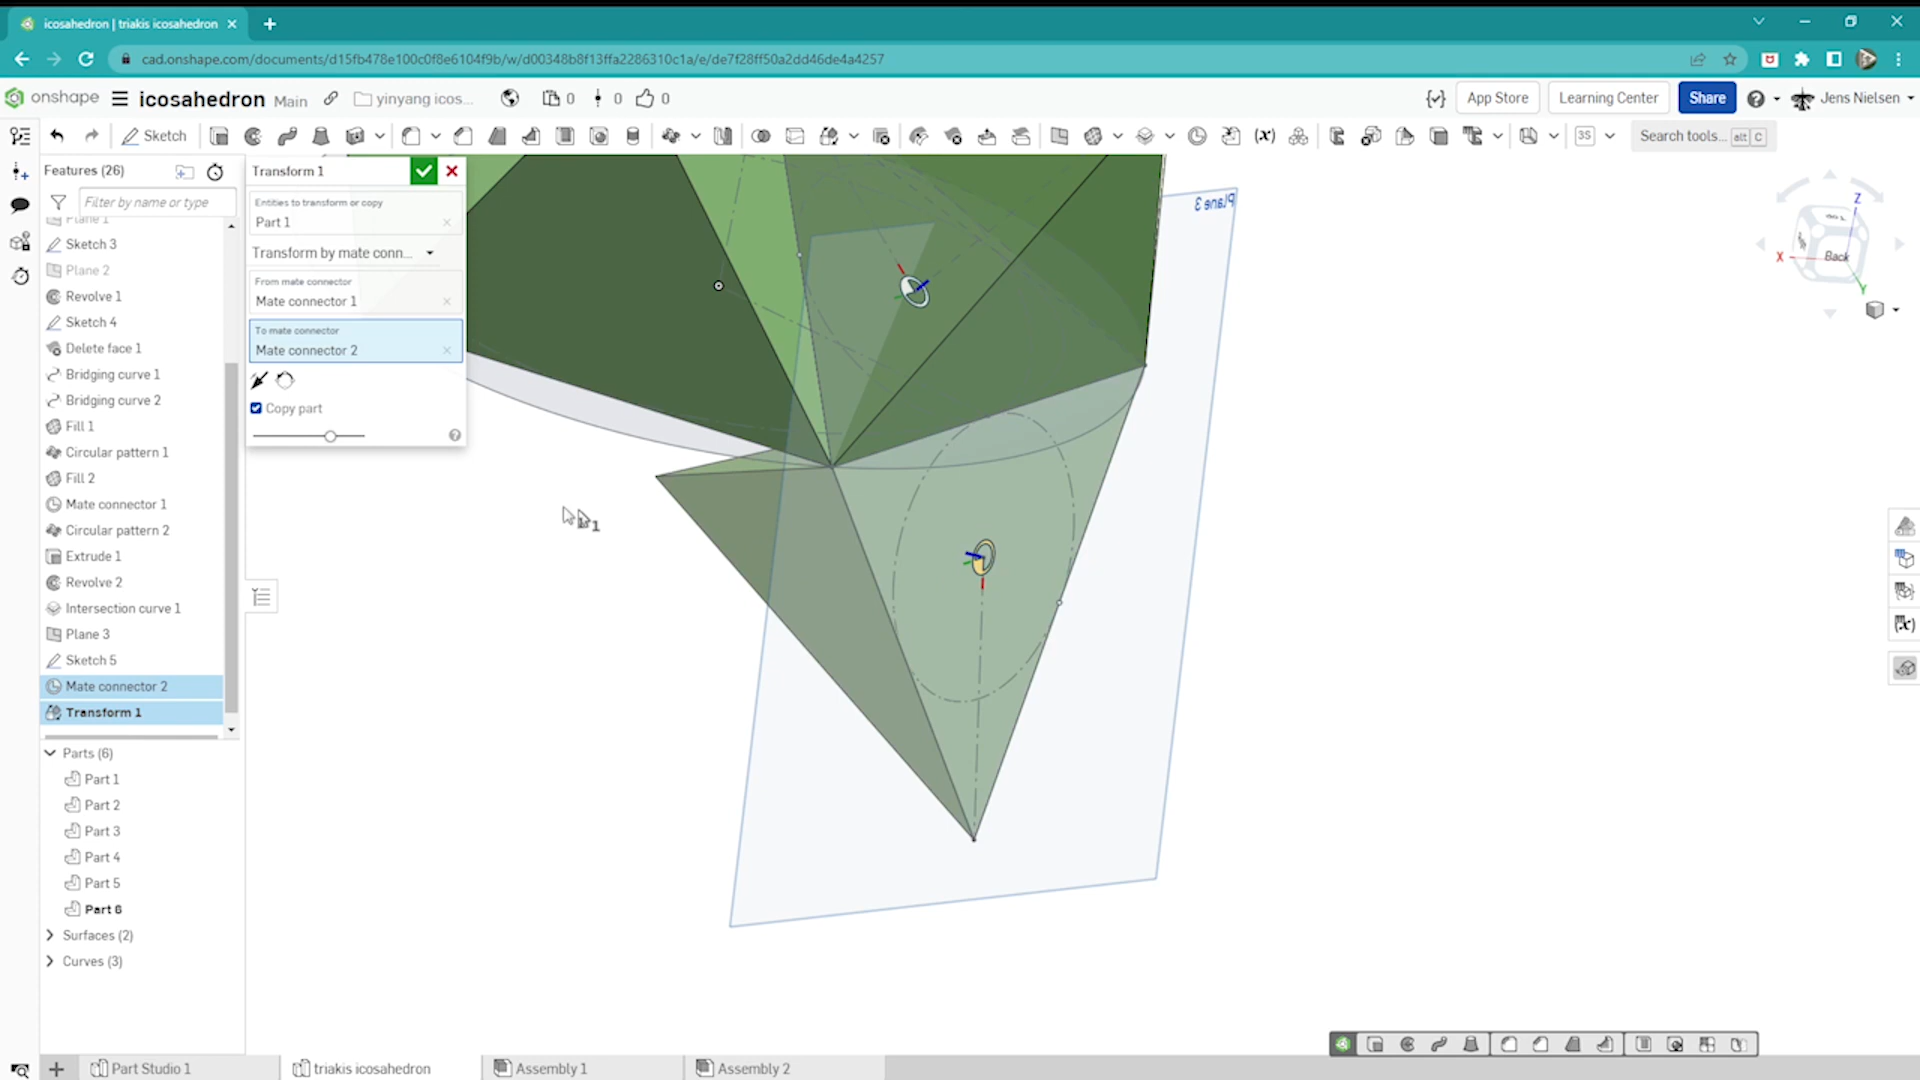 icosahedron | triakis icosahedron
cad.onshape.com/documents/d15fb478e100c0f8e6104f9b/w/d00348b8f13ffa2286310c1a/e/de7f28ff50a2dd46de4a4257
onshape
icosahedron Main yinyang icos... 0 0 0
App Store Learning Center Share Jens Nielsen
Sketch
Search tools... alt C
Features (26)
Filter by name or type
Plane 1
Sketch 3
Plane 2
Revolve 1
Sketch 4
Delete face 1
Bridging curve 1
Bridging curve 2
Fill 1
Circular pattern 1
Fill 2
Mate connector 1
Circular pattern 2
Extrude 1
Revolve 2
Intersection curve 1
Plane 3
Sketch 5
Mate connector 2
Transform 1
Parts (6)
Part 1
Part 2
Part 3
Part 4
Part 5
Part 6
Surfaces (2)
Curves (3)
Transform 1
Entities to transform or copy
Part 1
Transform by mate conn...
From mate connector
Mate connector 1
To mate connector
Mate connector 2
Copy part
Plane 3
Z
X
Back
Y
1
Part Studio 1
triakis icosahedron
Assembly 1
Assembly 2